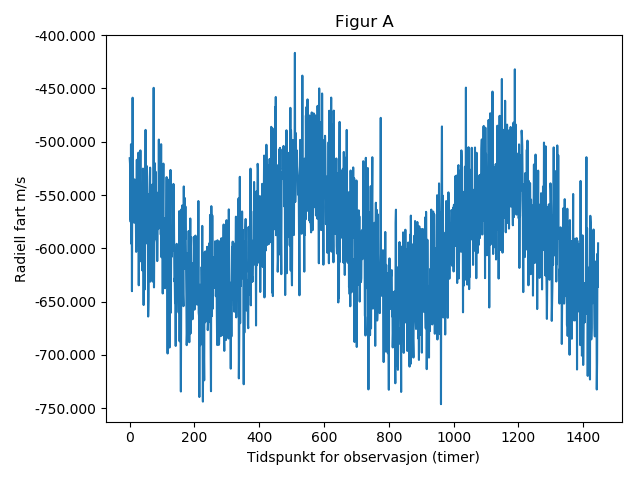 Figur A
-400.000
-450.000
-500.000
-550.000
-600.000
-650.000
-700.000
-750.000
Radiell fart m/s
0 200 400 600 800 1000 1200 1400
Tidspunkt for observasjon (timer)